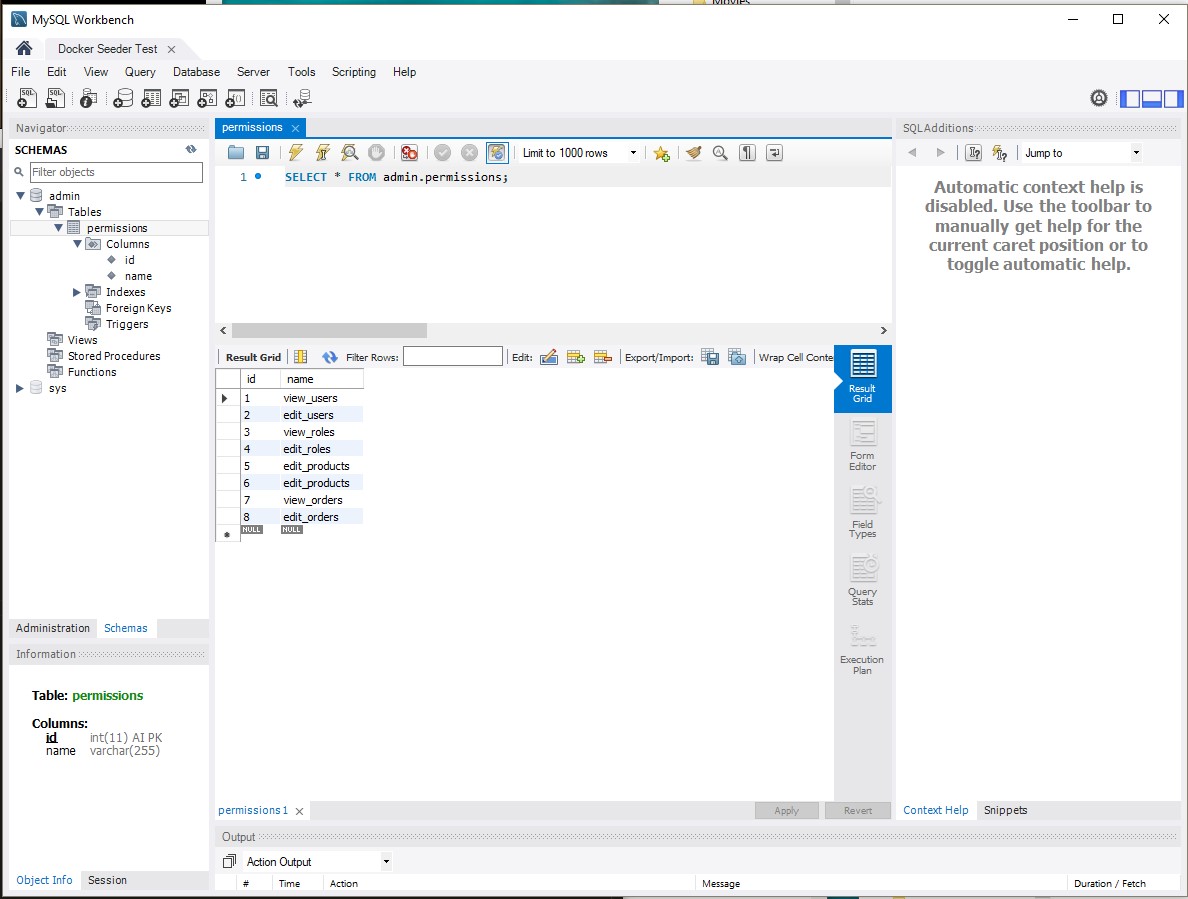 Movies
MySQL Workbench
Docker Seeder Test
File Edit View Query Database Server Tools Scripting Help
Navigator
SCHEMAS
Filter objects
admin
Tables
permissions
Columns
id
name
Indexes
Foreign Keys
Triggers
Views
Stored Procedures
Functions
sys
Administration Schemas
Information
Table: permissions
Columns:
id int(11) AI PK
name varchar(255)
Object Info Session
permissions
Limit to 1000 rows
1 SELECT * FROM admin.permissions;
Result Grid Filter Rows: Edit: Export/Import: Wrap Cell Conte
id name
1 view_users
2 edit_users
3 view_roles
4 edit_roles
5 edit_products
6 edit_products
7 view_orders
8 edit_orders
NULL NULL
Result
Grid
Form
Editor
Field
Types
Query
Stats
Execution
Plan
permissions 1 Apply Revert
Output
Action Output
# Time Action Message Duration / Fetch
SQLAdditions
Jump to
Automatic context help is
disabled. Use the toolbar to
manually get help for the
current caret position or to
toggle automatic help.
Context Help Snippets